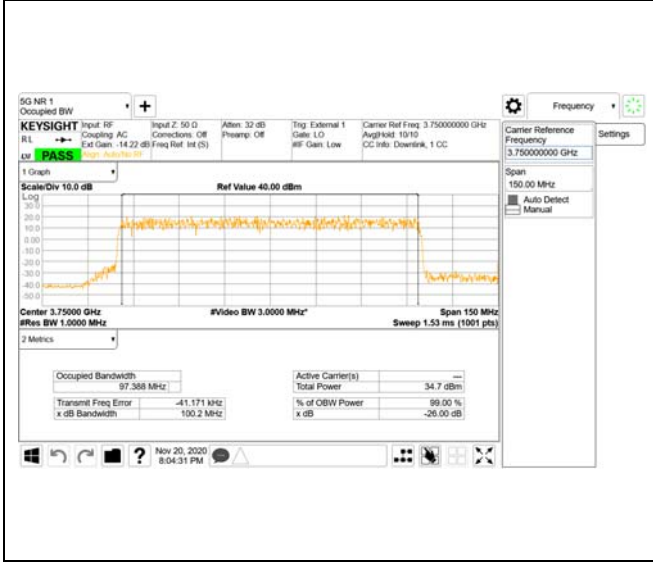 5G NR 1
Occupied BW
Frequency
KEYSIGHT
Input: RF
Input Z: 50 Ω
Atten: 32 dB
Trig: External 1
Carrier Ref Freq: 3.750000000 GHz
R L
Coupling: AC
Corrections: Off
Preamp: Off
Gate: LO
Avg|Hold: 10/10
Ext Gain: -14.22 dB
Freq Ref: Int (S)
#IF Gain: Low
CC Info: Downlink, 1 CC
PASS
Align: Auto/No RF
Carrier Reference
Frequency
3.750000000 GHz
Settings
Span
150.00 MHz
Auto Detect
Manual
1 Graph
Scale/Div 10.0 dB
Ref Value 40.00 dBm
Log
30.0
20.0
10.0
0.00
-10.0
-20.0
-30.0
-40.0
-50.0
Center 3.75000 GHz
#Video BW 3.0000 MHz*
Span 150 MHz
#Res BW 1.0000 MHz
Sweep 1.53 ms (1001 pts)
2 Metrics
Occupied Bandwidth
97.388 MHz
Active Carrier(s)
---
Total Power
34.7 dBm
Transmit Freq Error
-41.171 kHz
% of OBW Power
99.00 %
x dB Bandwidth
100.2 MHz
x dB
-26.00 dB
?
Nov 20, 2020
8:04:31 PM